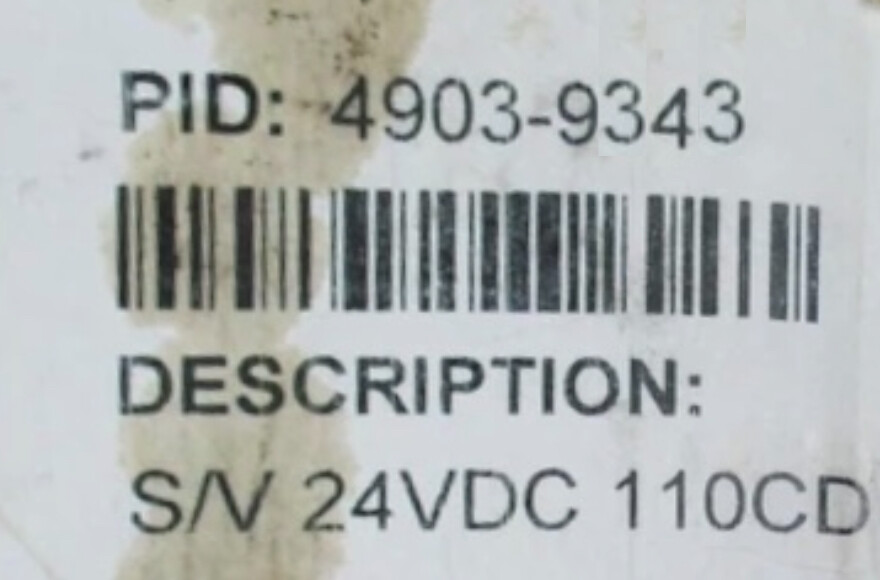 PID: 4903-9343
DESCRIPTION:
S/V 24VDC 110CD